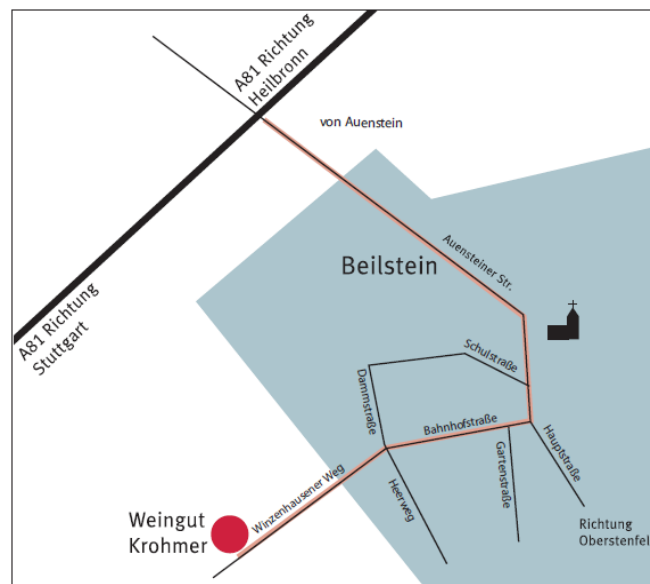 A81 Richtung
Heilbronn
von Auenstein
Auensteiner Str.
Beilstein
A81 Richtung
Stuttgart
Schulstraße
Dammstraße
Bahnhofstraße
Hauptstraße
Gartenstraße
Heerweg
Winzenhausener Weg
Weingut
Krohmer
Richtung
Oberstenfel